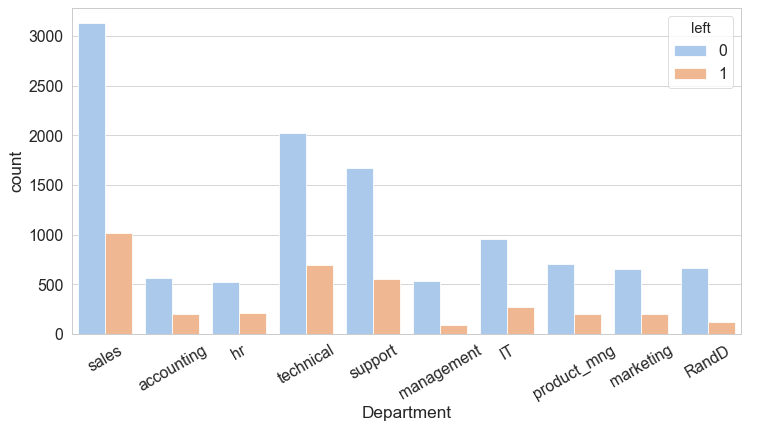 left
0
1
3000
2500
2000
1500
1000
500
0
count
sales
accounting
hr
technical
support
management
IT
product_mng
marketing
RandD
Department